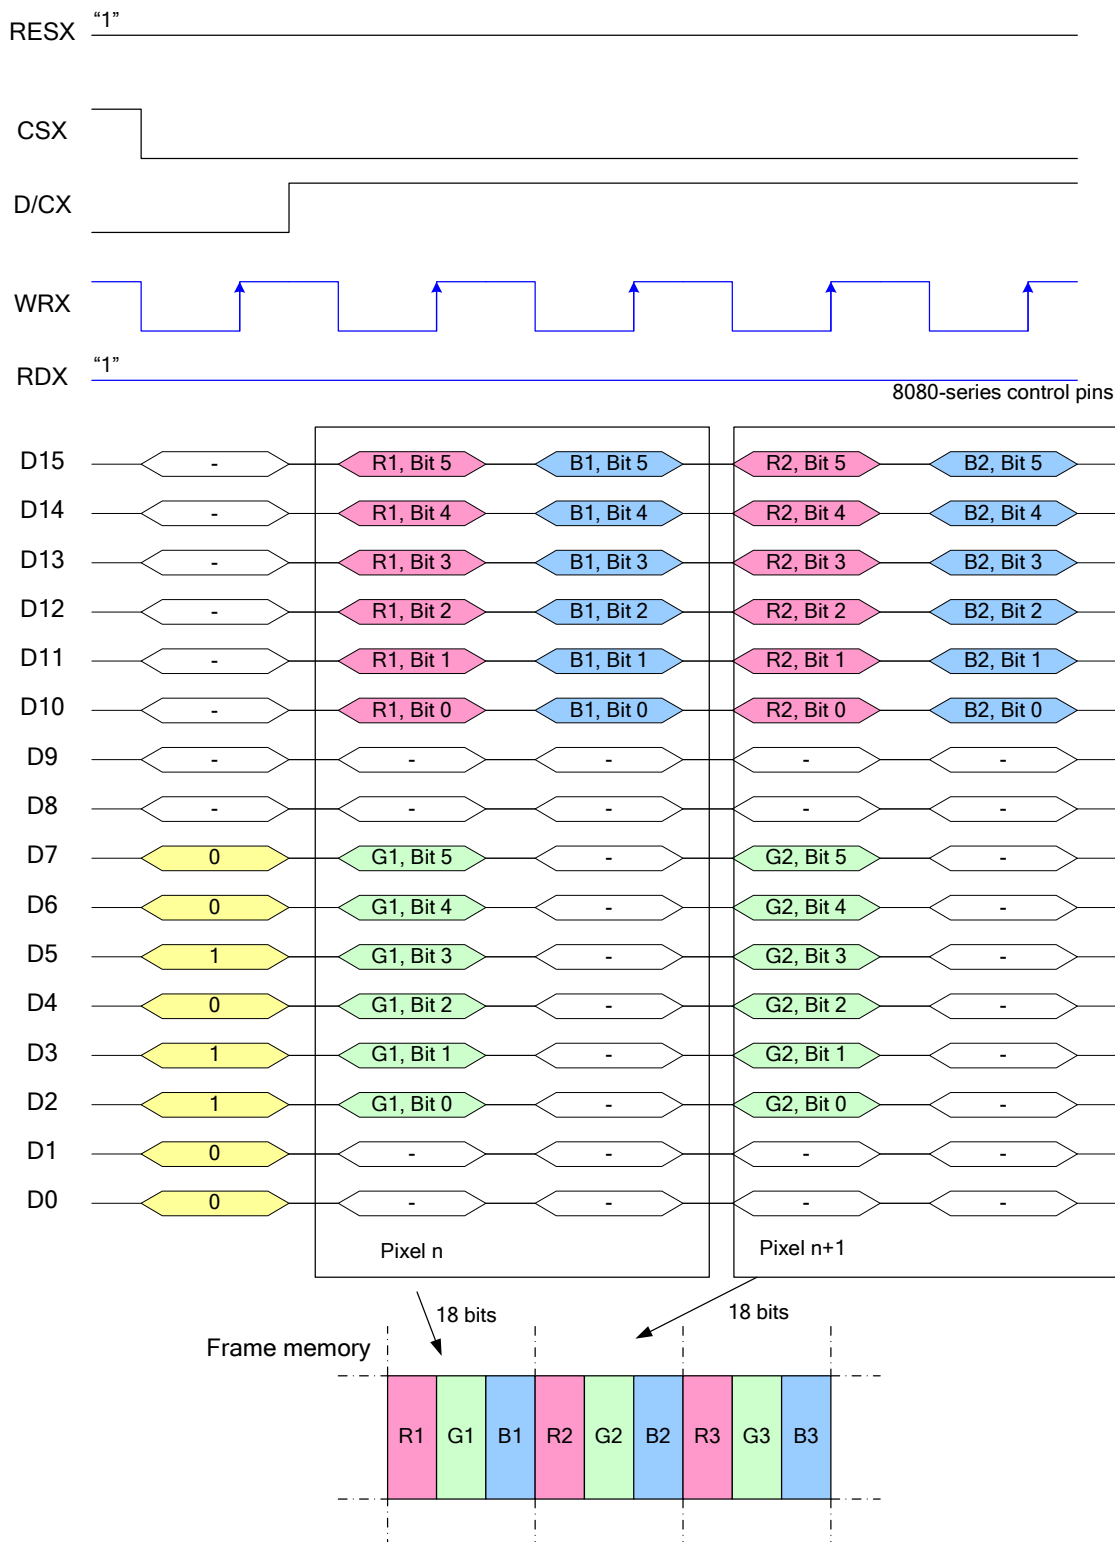 RESX "1"
CSX
D/CX
WRX
RDX "1"
8080-series control pins
D15 - R1, Bit 5 B1, Bit 5 R2, Bit 5 B2, Bit 5
D14 - R1, Bit 4 B1, Bit 4 R2, Bit 4 B2, Bit 4
D13 - R1, Bit 3 B1, Bit 3 R2, Bit 3 B2, Bit 3
D12 - R1, Bit 2 B1, Bit 2 R2, Bit 2 B2, Bit 2
D11 - R1, Bit 1 B1, Bit 1 R2, Bit 1 B2, Bit 1
D10 - R1, Bit 0 B1, Bit 0 R2, Bit 0 B2, Bit 0
D9 - - - - -
D8 - - - - -
D7 0 G1, Bit 5 - G2, Bit 5 -
D6 0 G1, Bit 4 - G2, Bit 4 -
D5 1 G1, Bit 3 - G2, Bit 3 -
D4 0 G1, Bit 2 - G2, Bit 2 -
D3 1 G1, Bit 1 - G2, Bit 1 -
D2 1 G1, Bit 0 - G2, Bit 0 -
D1 0 - - - -
D0 0 - - - -
Pixel n Pixel n+1
18 bits 18 bits
Frame memory
R1 G1 B1 R2 G2 B2 R3 G3 B3